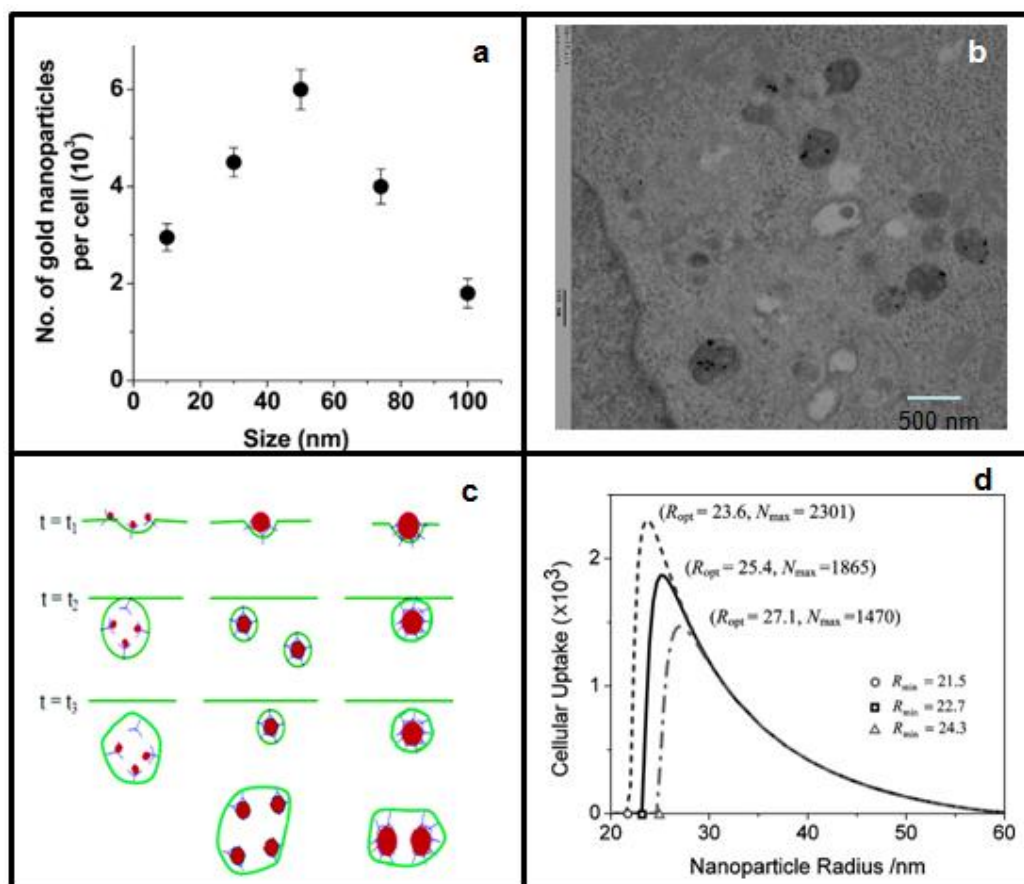 a
No. of gold nanoparticles
per cell (10³)
6
4
2
0
0 20 40 60 80 100
Size (nm)
b
500 nm
c
t = t₁
t = t₂
t = t₃
d
(R_opt = 23.6, N_max = 2301)
(R_opt = 25.4, N_max =1865)
(R_opt = 27.1, N_max =1470)
R_min = 21.5
R_min = 22.7
R_min = 24.3
Cellular Uptake (×10³)
2
1
0
20 30 40 50 60
Nanoparticle Radius /nm